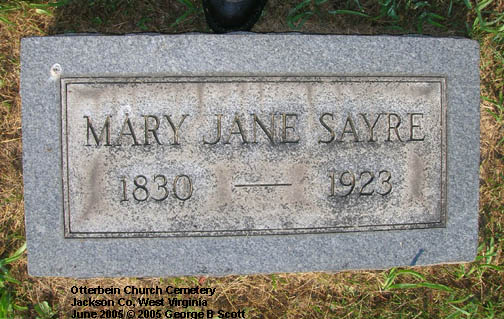 MARY JANE SAYRE
1830 — 1923
Otterbein Church Cemetery
Jackson Co, West Virginia
June 2005 © 2005 George D Scott